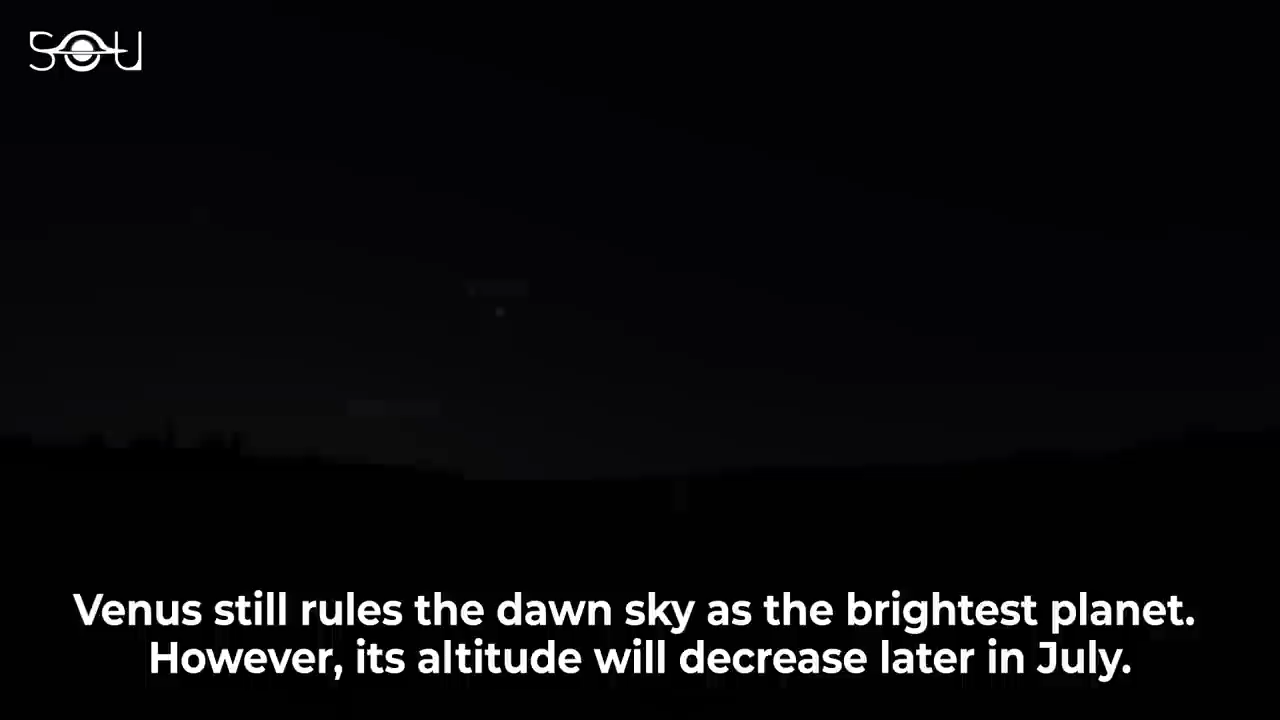 SOU
Venus still rules the dawn sky as the brightest planet.
However, its altitude will decrease later in July.